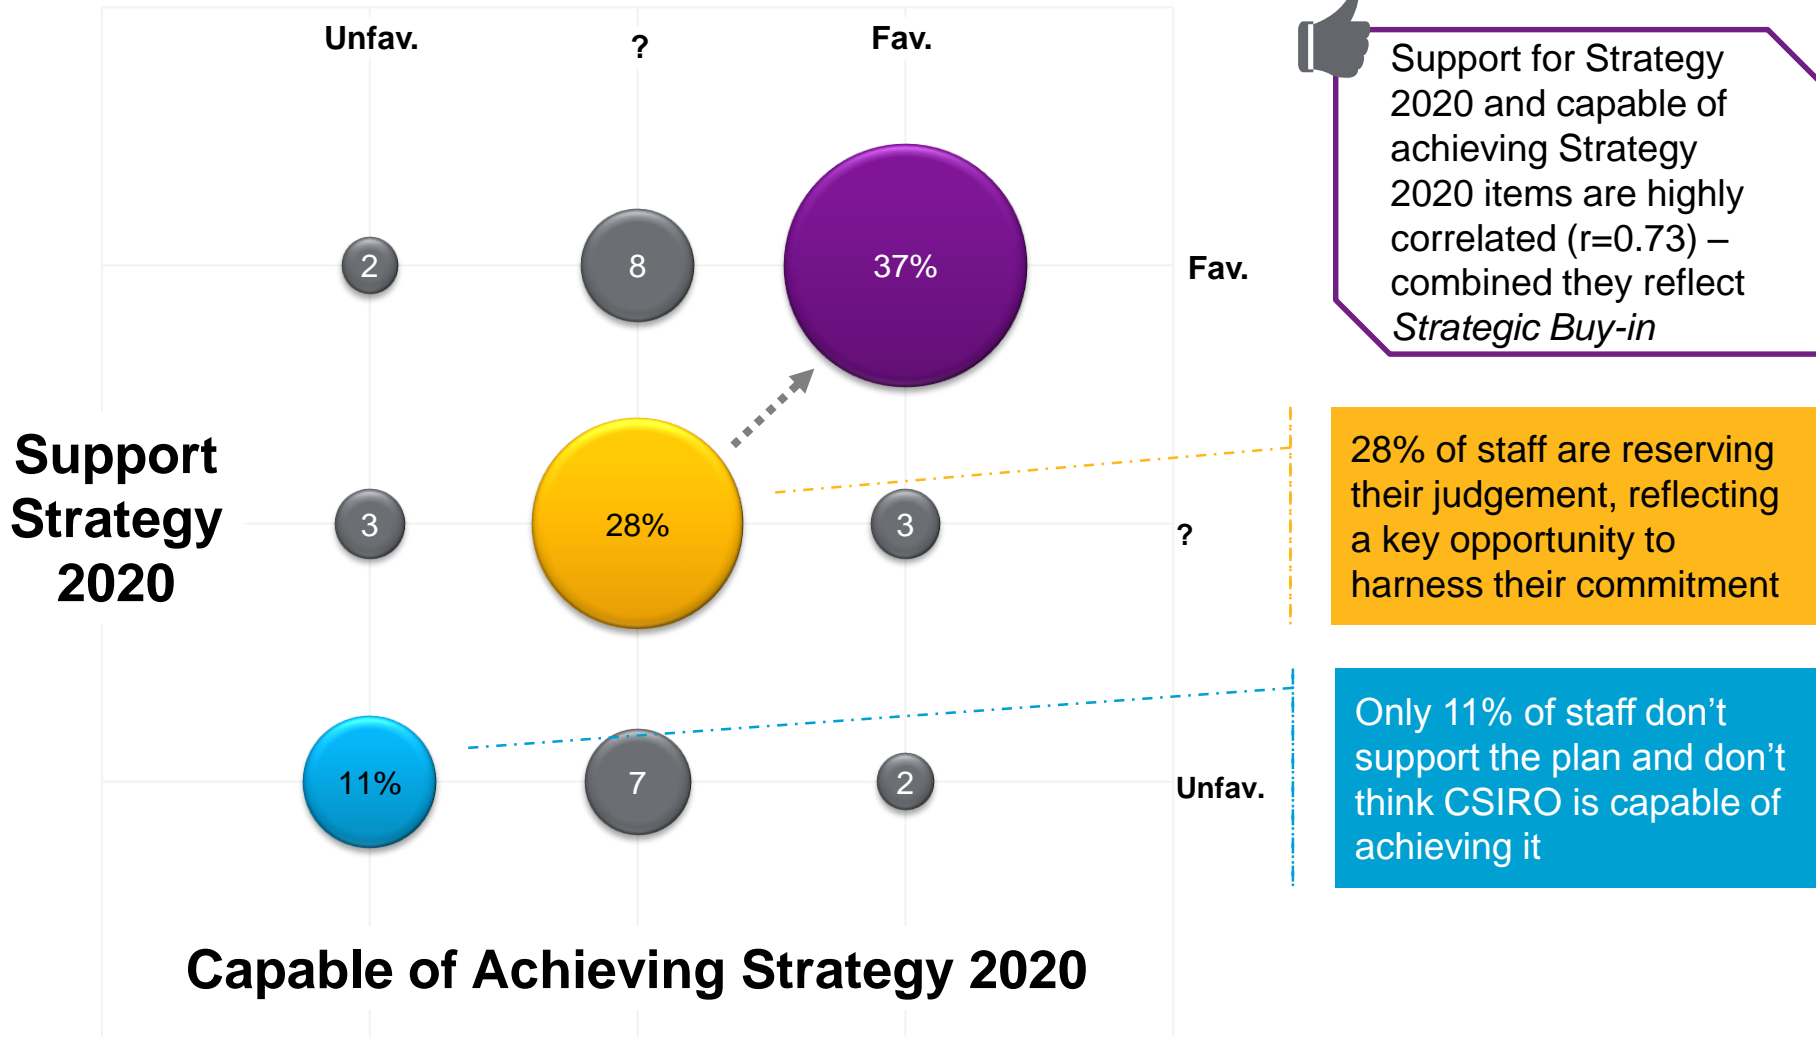 Unfav.
?
Fav.
Support for Strategy
2020 and capable of
achieving Strategy
2020 items are highly
correlated (r=0.73) –
combined they reflect
Strategic Buy-in
2
8
37%
Fav.
Support
Strategy
2020
3
28%
3
?
28% of staff are reserving
their judgement, reflecting
a key opportunity to
harness their commitment
11%
7
2
Unfav.
Only 11% of staff don’t
support the plan and don’t
think CSIRO is capable of
achieving it
Capable of Achieving Strategy 2020